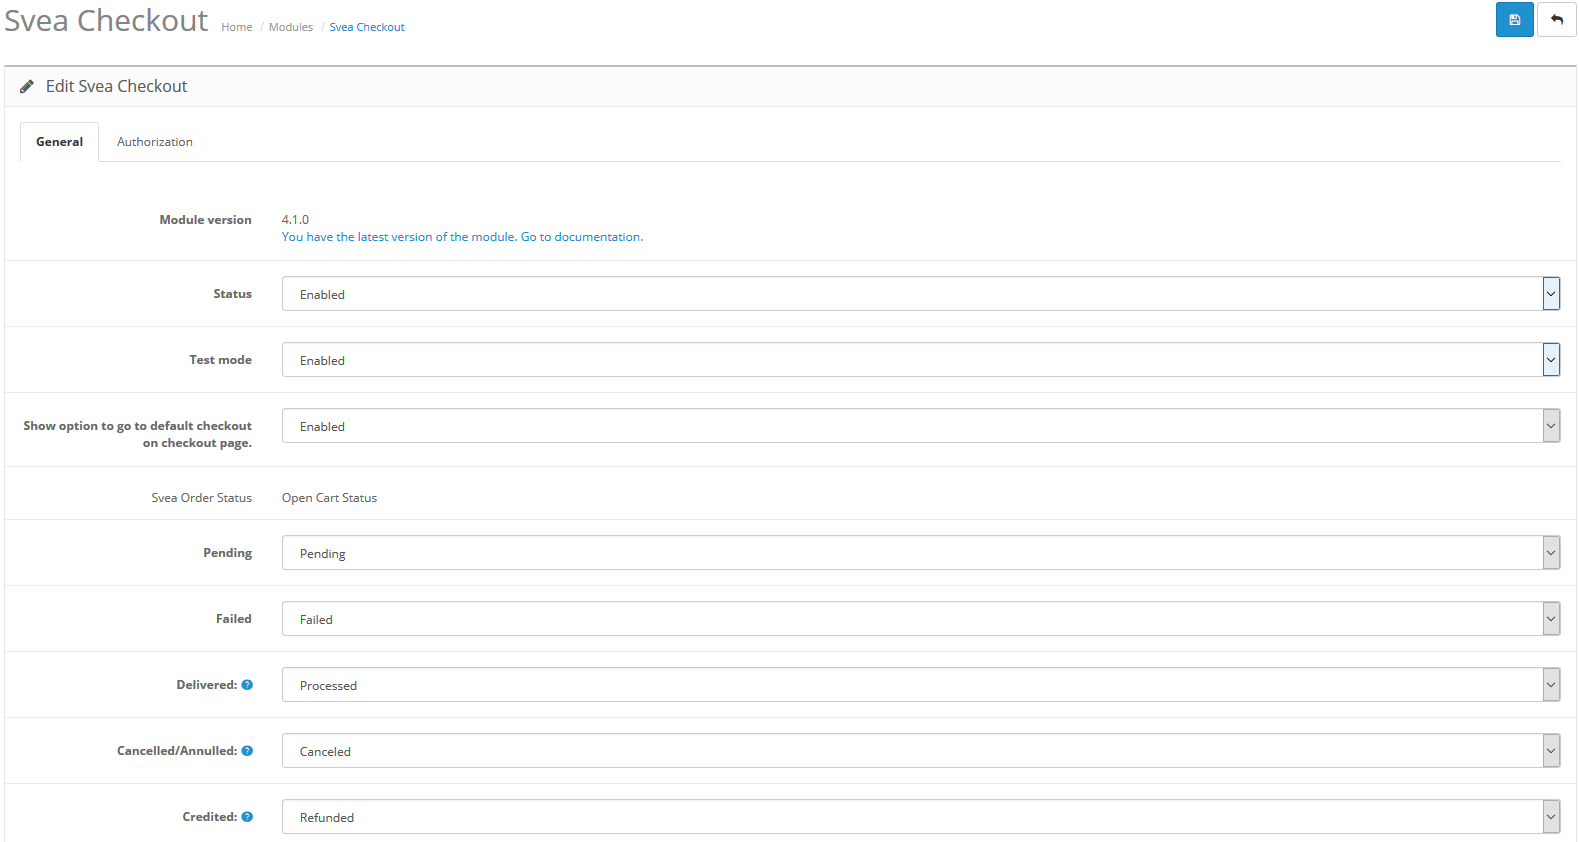 Svea Checkout Home / Modules / Svea Checkout
Edit Svea Checkout
General Authorization
Module version 4.1.0
You have the latest version of the module. Go to documentation.
Status Enabled
Test mode Enabled
Show option to go to default checkout Enabled
on checkout page.
Svea Order Status Open Cart Status
Pending Pending
Failed Failed
Delivered: ? Processed
Cancelled/Annulled: ? Canceled
Credited: ? Refunded